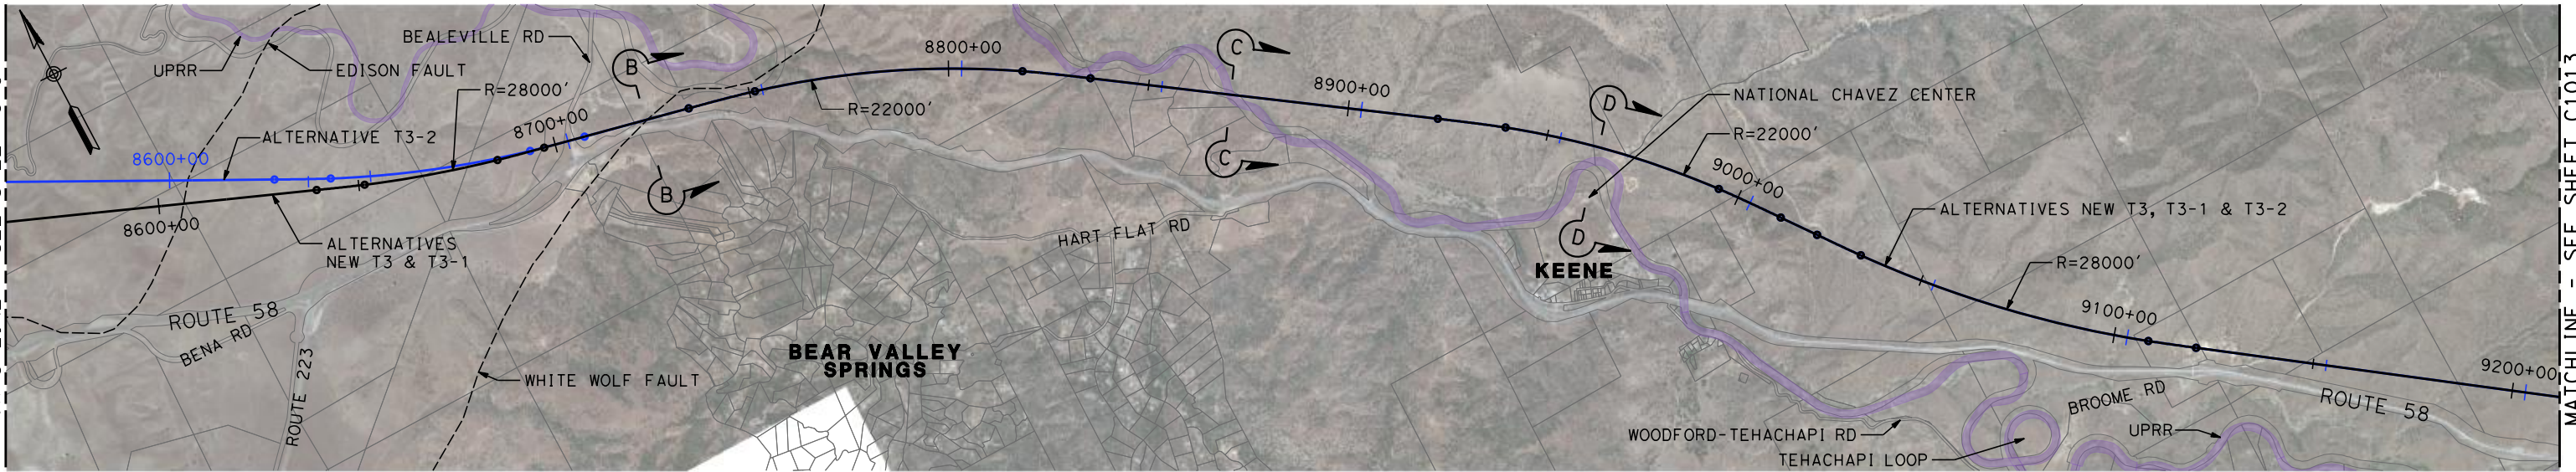 BEALEVILLE RD
UPRR
EDISON FAULT
R=28000'
B
8800+00
C
8900+00
D
NATIONAL CHAVEZ CENTER
R=22000'
R=22000'
8700+00
ALTERNATIVE T3-2
8600+00
8600+00
ALTERNATIVES
NEW T3 & T3-1
B
C
D
9000+00
ALTERNATIVES NEW T3, T3-1 & T3-2
HART FLAT RD
KEENE
R=28000'
9100+00
ROUTE 58
BENA RD
ROUTE 223
WHITE WOLF FAULT
BEAR VALLEY
SPRINGS
9200+00
BROOME RD
ROUTE 58
WOODFORD-TEHACHAPI RD
UPRR
TEHACHAPI LOOP
MATCHLINE - SEE SHEET C1013